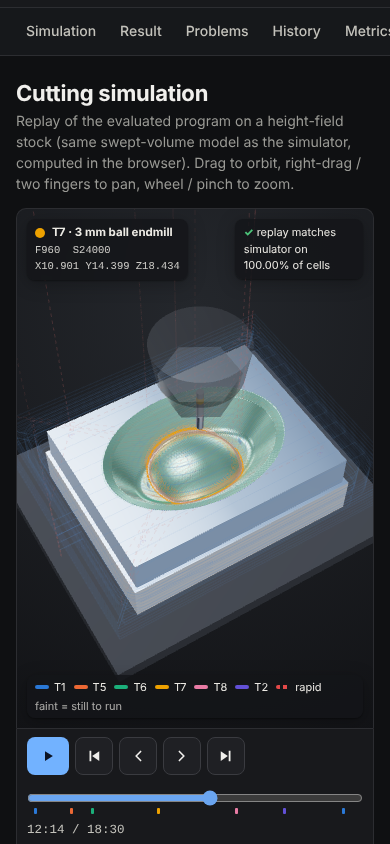 Simulation Result Problems History Metrics
Cutting simulation
Replay of the evaluated program on a height-field
stock (same swept-volume model as the simulator,
computed in the browser). Drag to orbit, right-drag /
two fingers to pan, wheel / pinch to zoom.
T7 · 3 mm ball endmill
F960 S24000
X10.901 Y14.399 Z18.434
✓ replay matches
simulator on
100.00% of cells
T1 T5 T6 T7 T8 T2 rapid
faint = still to run
12:14 / 18:30